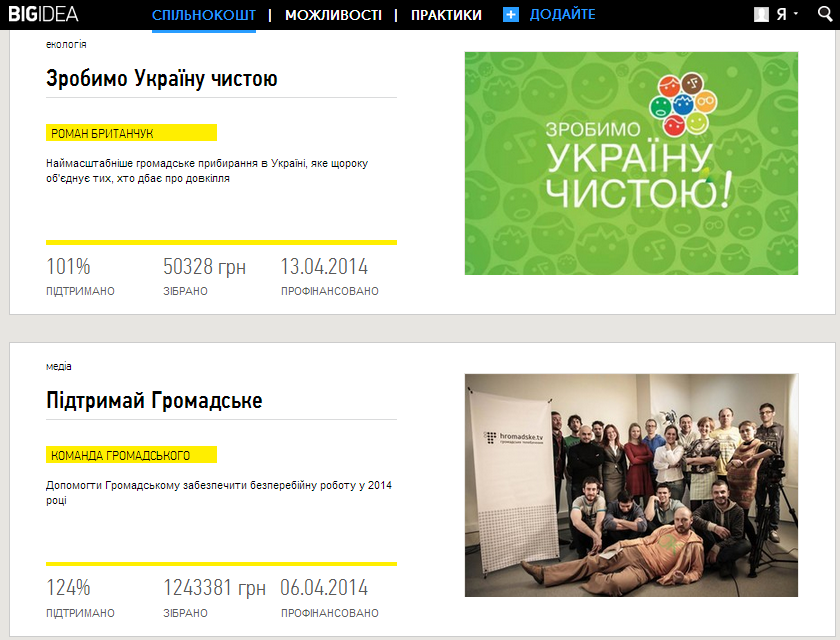 BIGIDEA СПІЛЬНОКОШТ | МОЖЛИВОСТІ | ПРАКТИКИ + ДОДАЙТЕ Я
екологія
Зробимо Україну чистою
РОМАН БРИТАНЧУК
Наймасштабніше громадське прибирання в Україні, яке щороку
об'єднує тих, хто дбає про довкілля
101% 50328 грн 13.04.2014
ПІДТРИМАНО ЗІБРАНО ПРОФІНАНСОВАНО
ЗРОБИМО
УКРАЇНУ
ЧИСТОЮ!
медіа
Підтримай Громадське
КОМАНДА ГРОМАДСЬКОГО
Допомогти Громадському забезпечити безперебійну роботу у 2014
році
124% 1243381 грн 06.04.2014
ПІДТРИМАНО ЗІБРАНО ПРОФІНАНСОВАНО
hromadske.tv
громадське телебачення